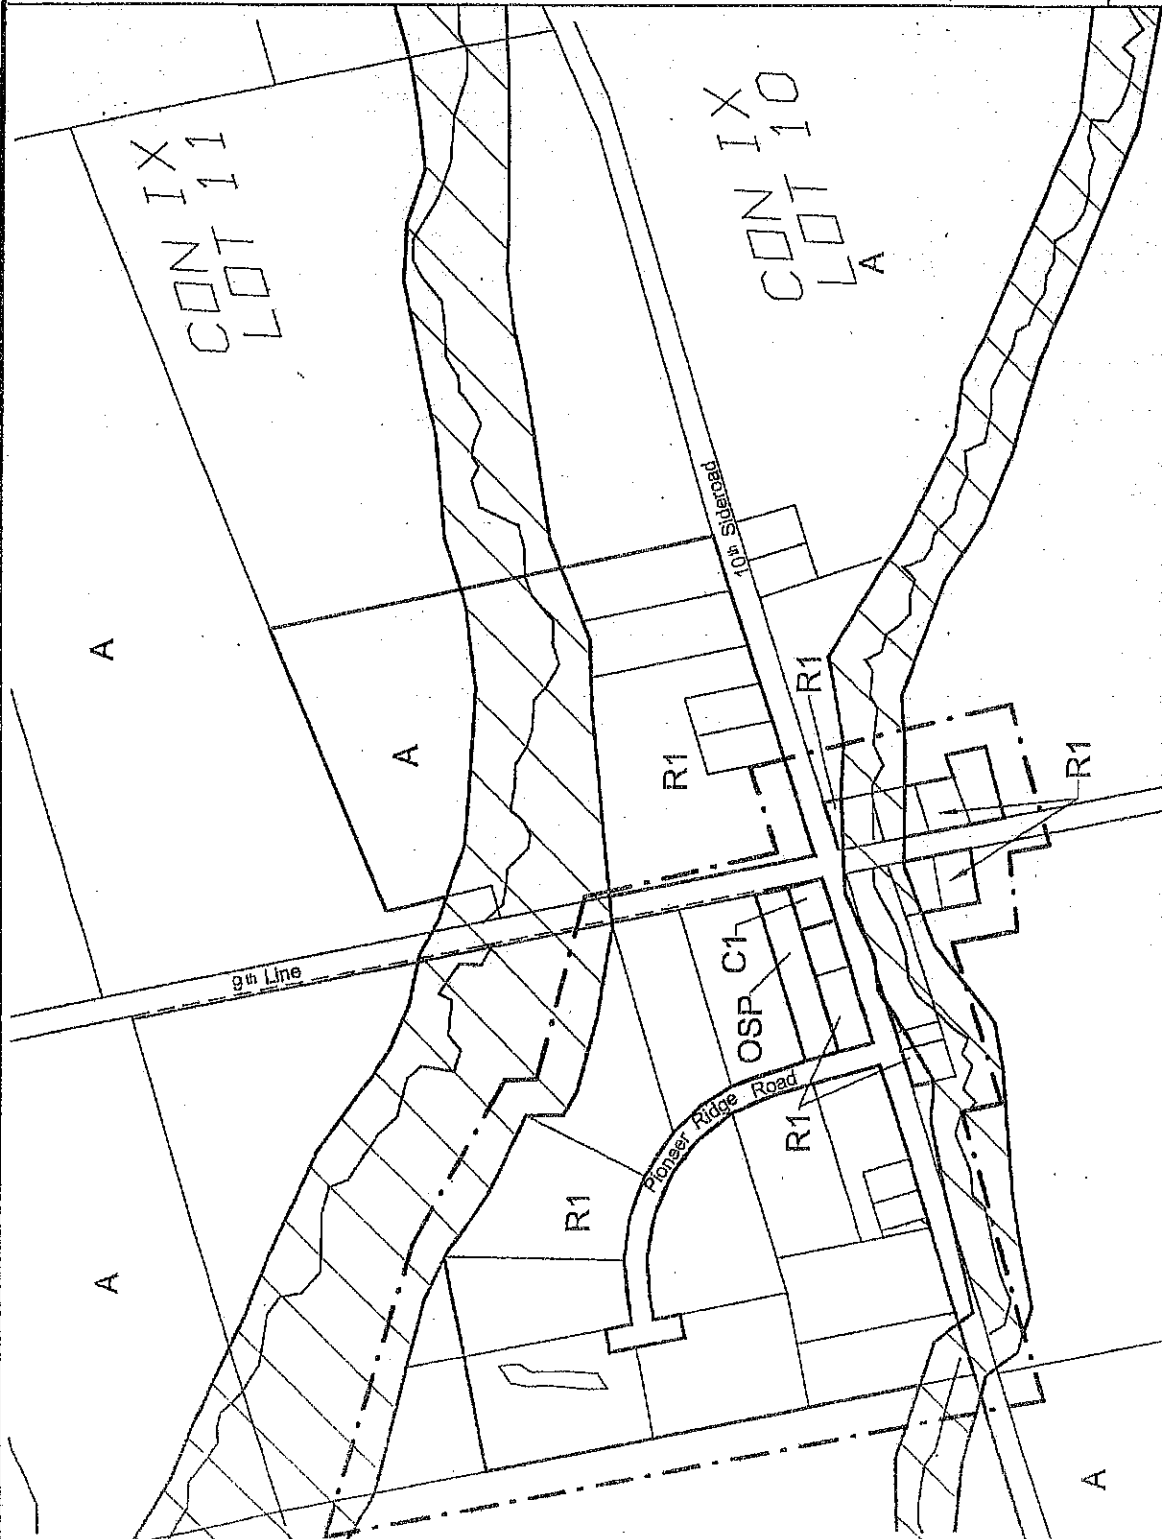 CON IX
LOT 11
CON IX
LOT 10
A
A
A
10th Sideroad
R1
R1
R1
9th Line
C1
OSP
Pioneer Ridge Road
R1
R1
A
A